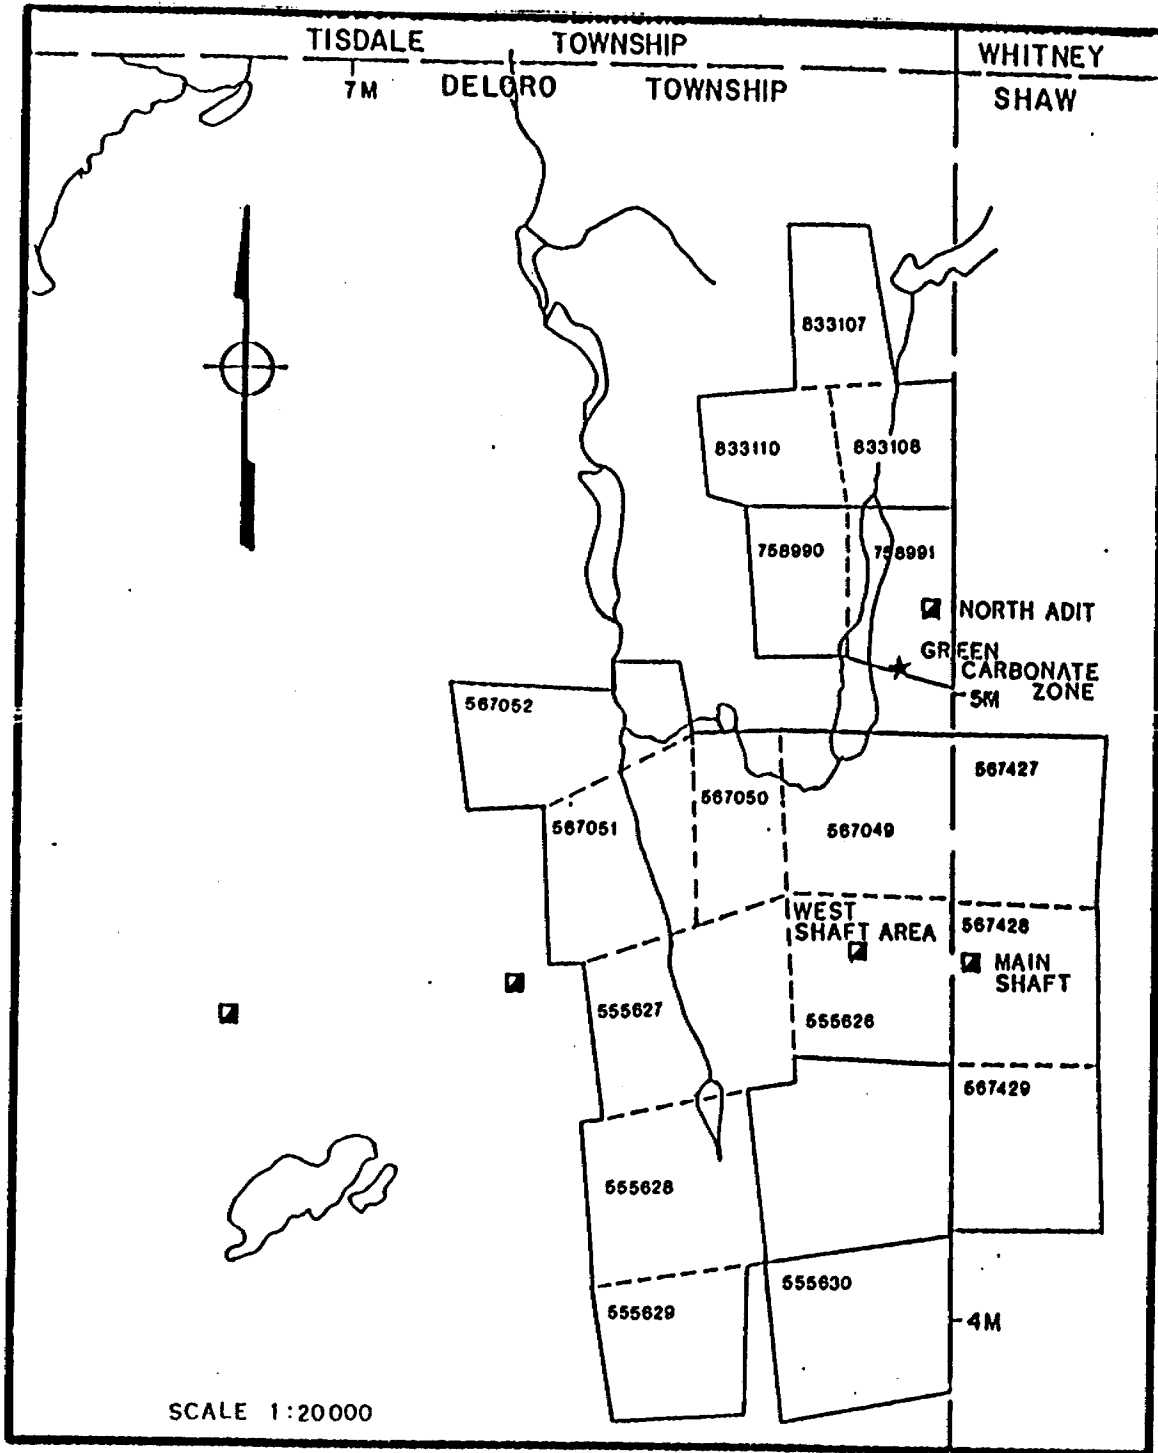 TISDALE TOWNSHIP
WHITNEY
7M
DELORO TOWNSHIP
SHAW
833107
833110
833108
758990
758991
NORTH ADIT
GREEN
CARBONATE
ZONE
5M
567052
567427
567050
567051
567049
WEST
SHAFT AREA
567428
MAIN
SHAFT
555627
555626
567429
555628
555630
555629
4M
SCALE 1:20000